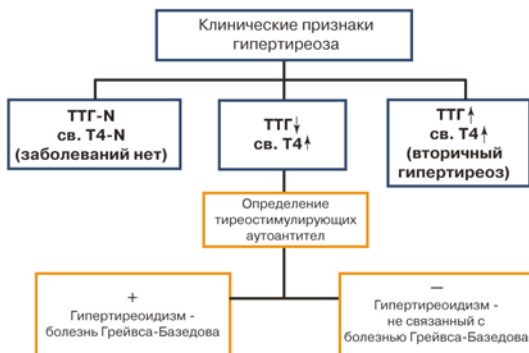 Клинические признаки
гипертиреоза
ТТГ-N
св. Т4-N
(заболеваний нет)
ТТГ↓
св. Т4↑
ТТГ↑
св. Т4↑
(вторичный
гипертиреоз)
Определение
тиреостимулирующих
аутоантител
+
Гипертиреоидизм -
болезнь Грейвса-Базедова
—
Гипертиреоидизм -
не связанный с
болезнью Грейвса-Базедова